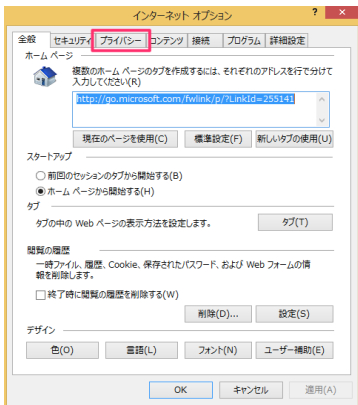 インターネット オプション
? ×
全般 セキュリティ プライバシー コンテンツ 接続 プログラム 詳細設定
ホーム ページ
複数のホーム ページのタブを作成するには、それぞれのアドレスを行で分けて
入力してください(R)
http://go.microsoft.com/fwlink/p/?LinkId=255141
現在のページを使用(C) 標準設定(F) 新しいタブの使用(U)
スタートアップ
前回のセッションのタブから開始する(B)
ホーム ページから開始する(H)
タブ
タブの中の Web ページの表示方法を設定します。 タブ(T)
閲覧の履歴
一時ファイル、履歴、Cookie、保存されたパスワード、および Web フォームの情
報を削除します。
終了時に閲覧の履歴を削除する(W)
削除(D)... 設定(S)
デザイン
色(O) 言語(L) フォント(N) ユーザー補助(E)
OK キャンセル 適用(A)